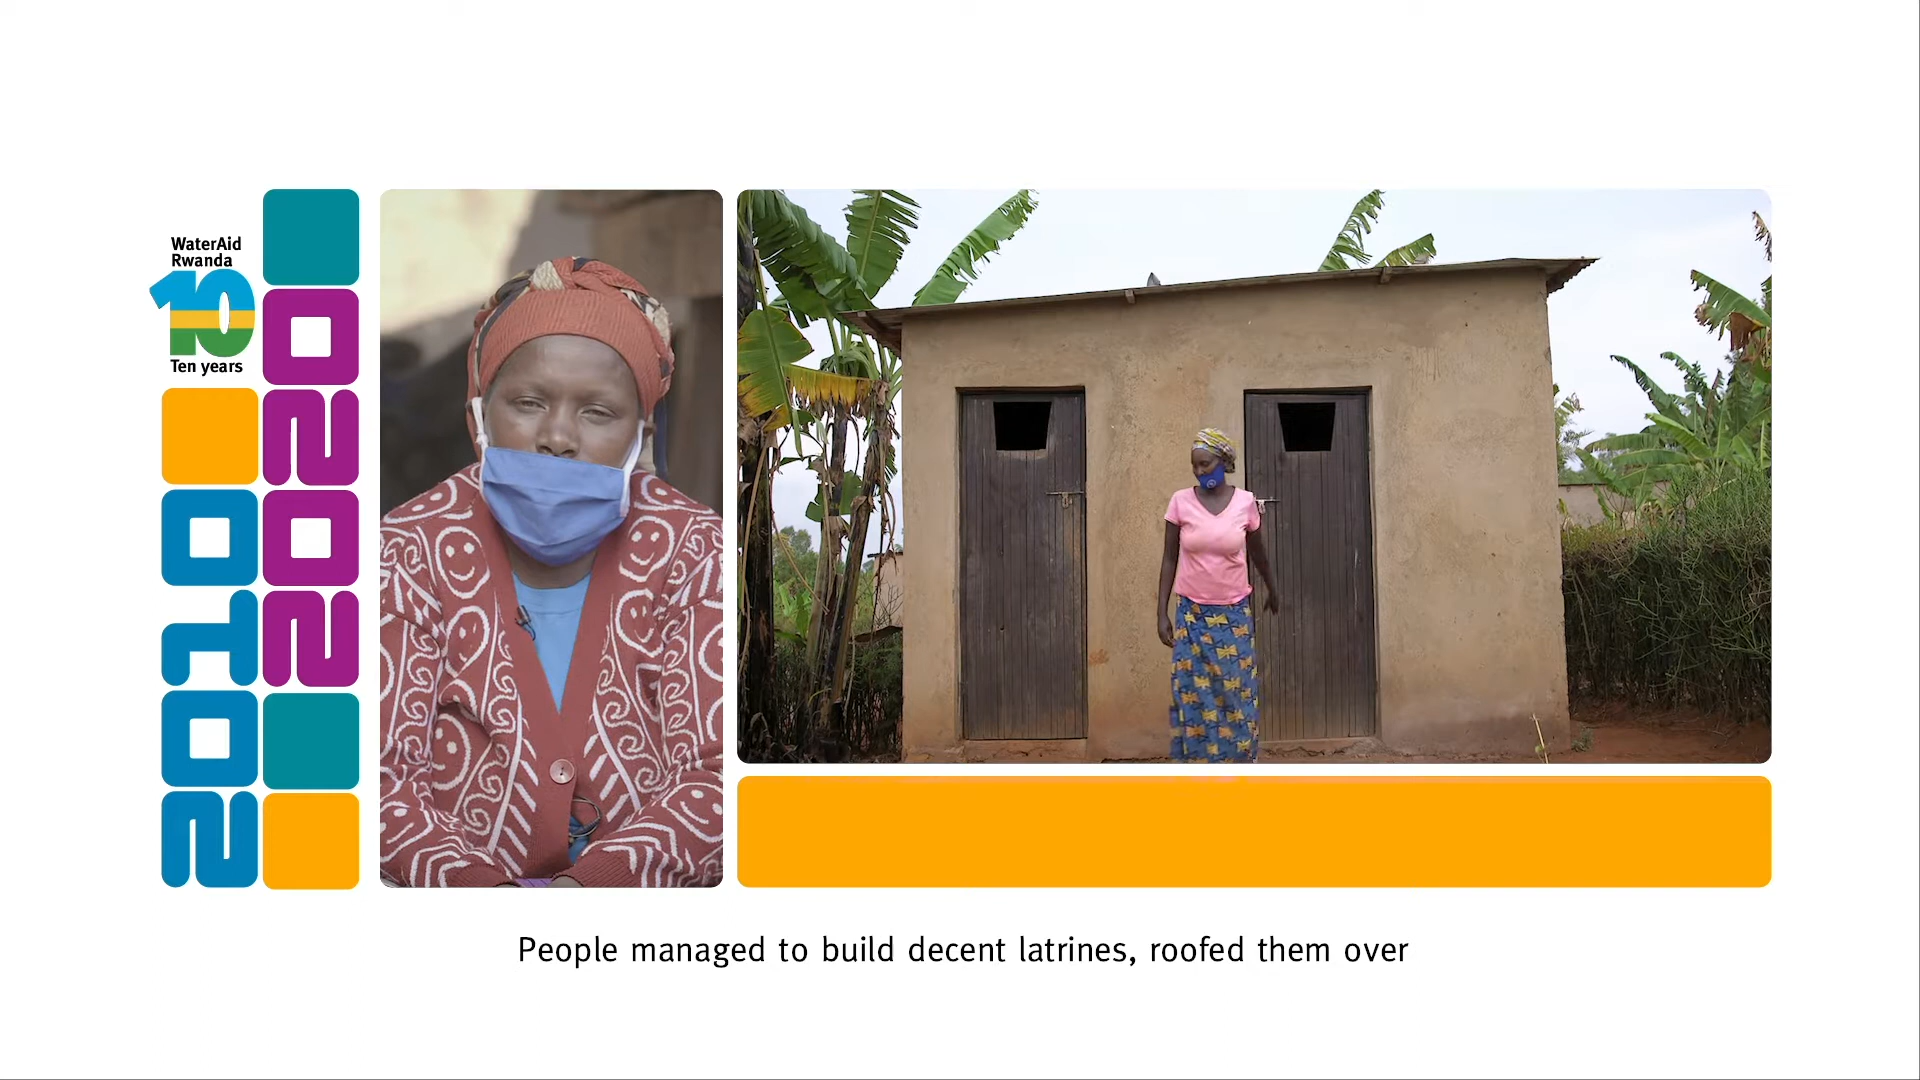 WaterAid
Rwanda
10
Ten years
2010
2020
People managed to build decent latrines, roofed them over